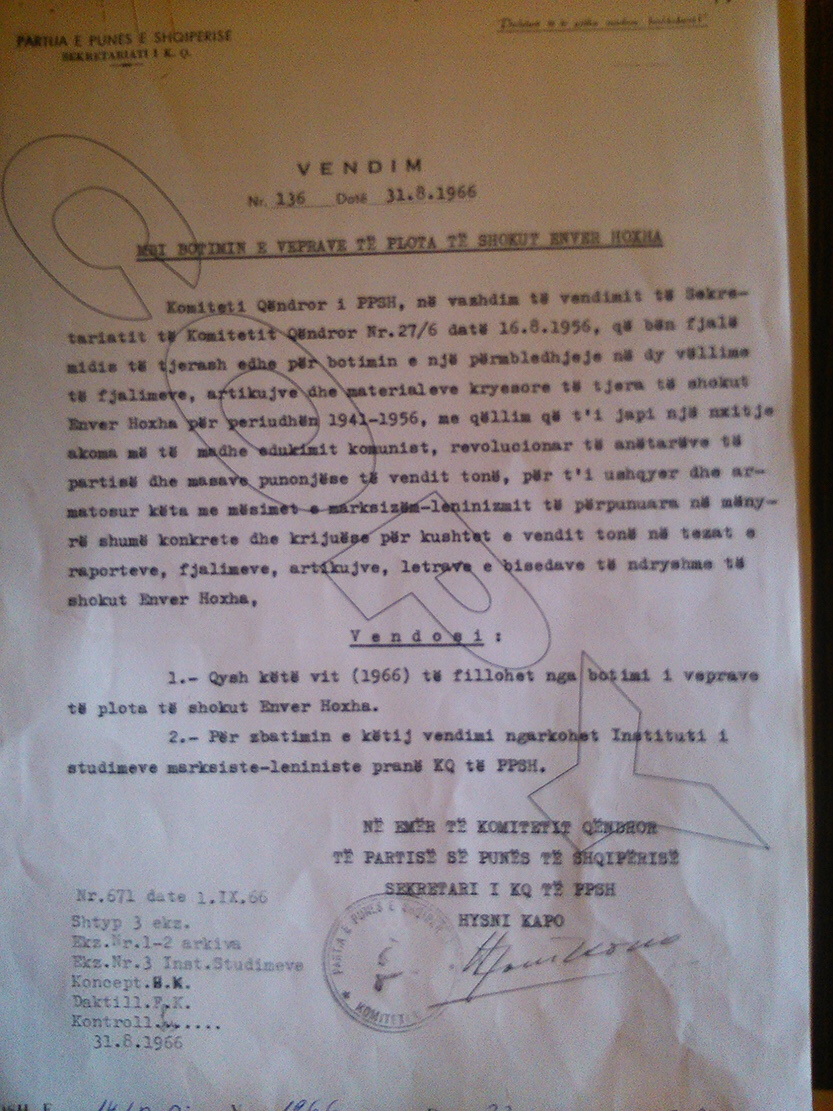 PARTIJA E PUNËS E SHQIPËRISË
SEKRETARIATI I K. Q.
VENDIM
Nr. 136 Datë 31.8.1966
MBI BOTIMIN E VEPRAVE TË PLOTA TË SHOKUT ENVER HOXHA
Komiteti Qëndror i PPSH, në vazhdim të vendimit të Sekre-
tariatit të Komitetit Qëndror Nr.27/6 datë 16.8.1956, që bën fjalë
midis të tjerash edhe për botimin e një përmbledhjeje në dy vëllime
të fjalimeve, artikujve dhe materialeve kryesore të tjera të shokut
Enver Hoxha për periudhën 1941-1956, me qëllim që t'i japi një nxitje
akoma më të madhe edukimit komunist, revolucionar të anëtarëve të
partisë dhe masave punonjëse të vendit tonë, për t'i ushqyer dhe ar-
matosur këta me mësimet e marksizëm-leninizmit të përpunuara në mëny-
rë shumë konkrete dhe krijuëse për kushtet e vendit tonë në tezat e
raporteve, fjalimeve, artikujve, letrave e bisedave të ndryshme të
shokut Enver Hoxha,
Vendosi:
1.- Qysh këtë vit (1966) të fillohet nga botimi i veprave
të plota të shokut Enver Hoxha.
2.- Për zbatimin e këtij vendimi ngarkohet Instituti i
studimeve marksiste-leniniste pranë KQ të PPSH.
NË EMËR TË KOMITETIT QËNDROR
TË PARTISË SË PUNËS TË SHQIPËRISË
SEKRETARI I KQ TË PPSH
HYSNI KAPO
Nr.671 date 1.IX.66
Shtyp 3 ekz.
Ekz.Nr.1-2 arkiva
Ekz.Nr.3 Inst.Studimeve
Koncept.B.K.
Daktill.F.K.
Kontroll.
31.8.1966
PARTIJA E PUNËS E
KOMITETI
1966